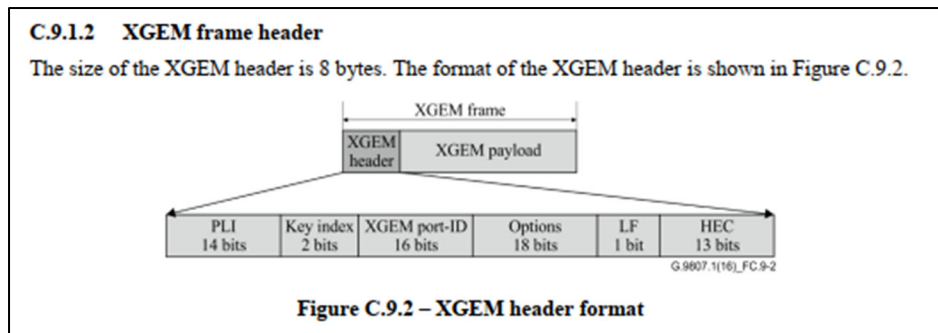 C.9.1.2 XGEM frame header
The size of the XGEM header is 8 bytes. The format of the XGEM header is shown in Figure C.9.2.
XGEM frame
XGEM
header
XGEM payload
PLI
14 bits
Key index
2 bits
XGEM port-ID
16 bits
Options
18 bits
LF
1 bit
HEC
13 bits
G.9807.1(16)_FC.9-2
Figure C.9.2 – XGEM header format